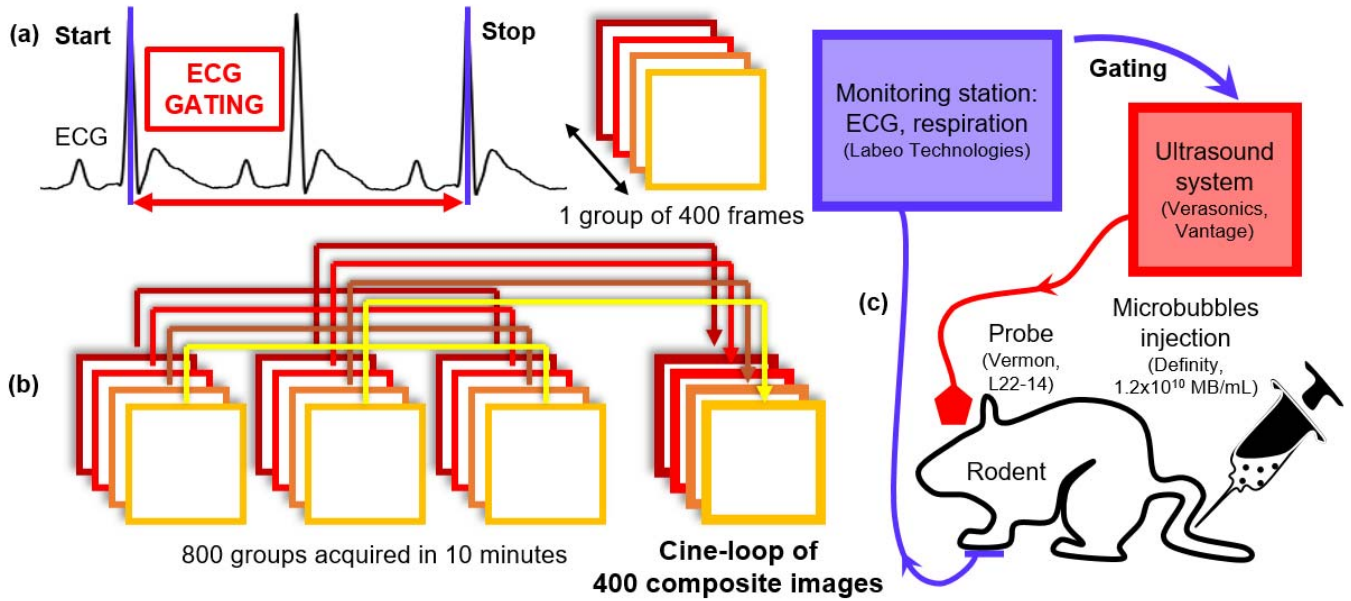 (a)
Start
Stop
ECG
GATING
ECG
1 group of 400 frames
(b)
800 groups acquired in 10 minutes
Cine-loop of
400 composite images
(c)
Monitoring station:
ECG, respiration
(Labeo Technologies)
Gating
Ultrasound
system
(Verasonics,
Vantage)
Probe
(Vermon,
L22-14)
Microbubbles
injection
(Definity,
1.2x10¹⁰ MB/mL)
Rodent